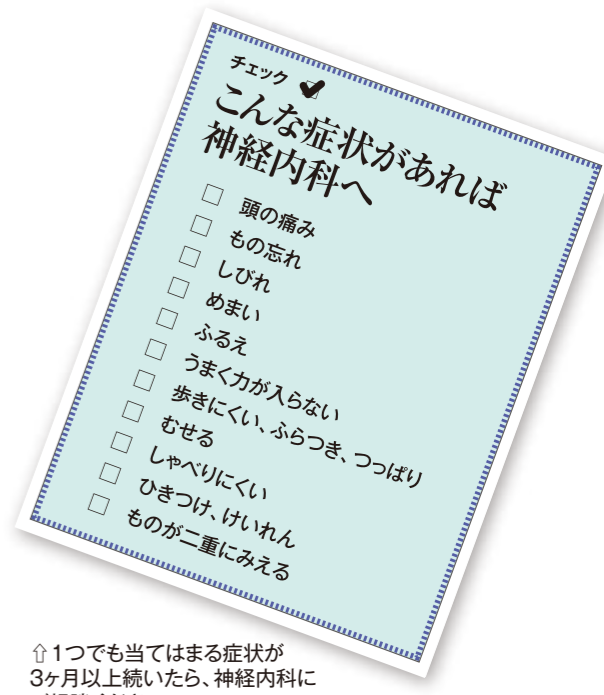 チェック
こんな症状があれば
神経内科へ
□ 頭の痛み
□ もの忘れ
□ しびれ
□ めまい
□ ふるえ
□ うまく力が入らない
□ 歩きにくい、ふらつき、つっぱり
□ むせる
□ しゃべりにくい
□ ひきつけ、けいれん
□ ものが二重にみえる
⇧1つでも当てはまる症状が
3ヶ月以上続いたら、神経内科に